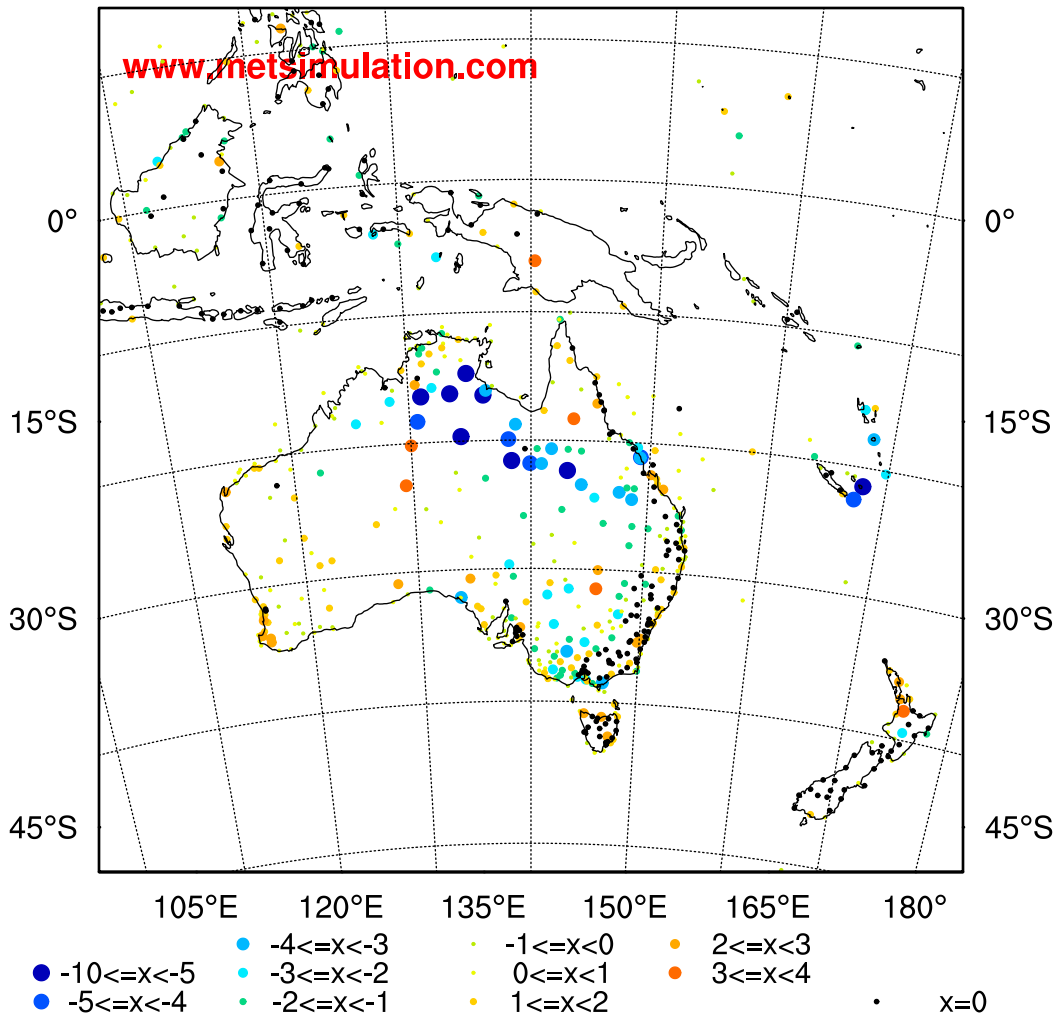 www.metsimulation.com
0° 0°
15°S 15°S
30°S 30°S
45°S 45°S
105°E 120°E 135°E 150°E 165°E 180°
-4<=x<-3 -1<=x<0 2<=x<3
-10<=x<-5 -3<=x<-2 0<=x<1 3<=x<4
-5<=x<-4 -2<=x<-1 1<=x<2 x=0